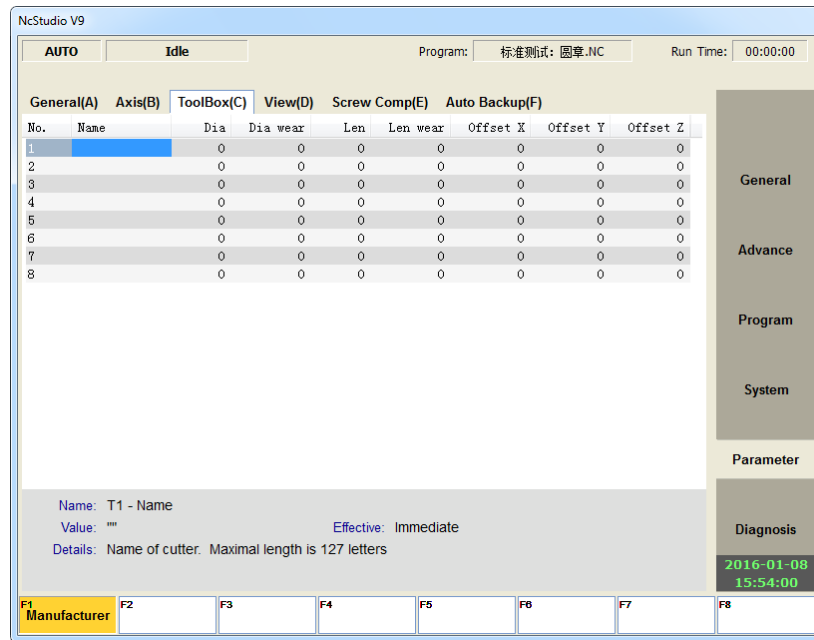 NcStudio V9
AUTO Idle Program: 标准测试: 圆章.NC Run Time: 00:00:00
General(A) Axis(B) ToolBox(C) View(D) Screw Comp(E) Auto Backup(F)
No. Name Dia Dia wear Len Len wear Offset X Offset Y Offset Z
1 0 0 0 0 0 0 0
2 0 0 0 0 0 0 0
3 0 0 0 0 0 0 0
4 0 0 0 0 0 0 0
5 0 0 0 0 0 0 0
6 0 0 0 0 0 0 0
7 0 0 0 0 0 0 0
8 0 0 0 0 0 0 0
General
Advance
Program
System
Parameter
Diagnosis
2016-01-08
15:54:00
Name: T1 - Name
Value: "" Effective: Immediate
Details: Name of cutter. Maximal length is 127 letters
F1 Manufacturer F2 F3 F4 F5 F6 F7 F8